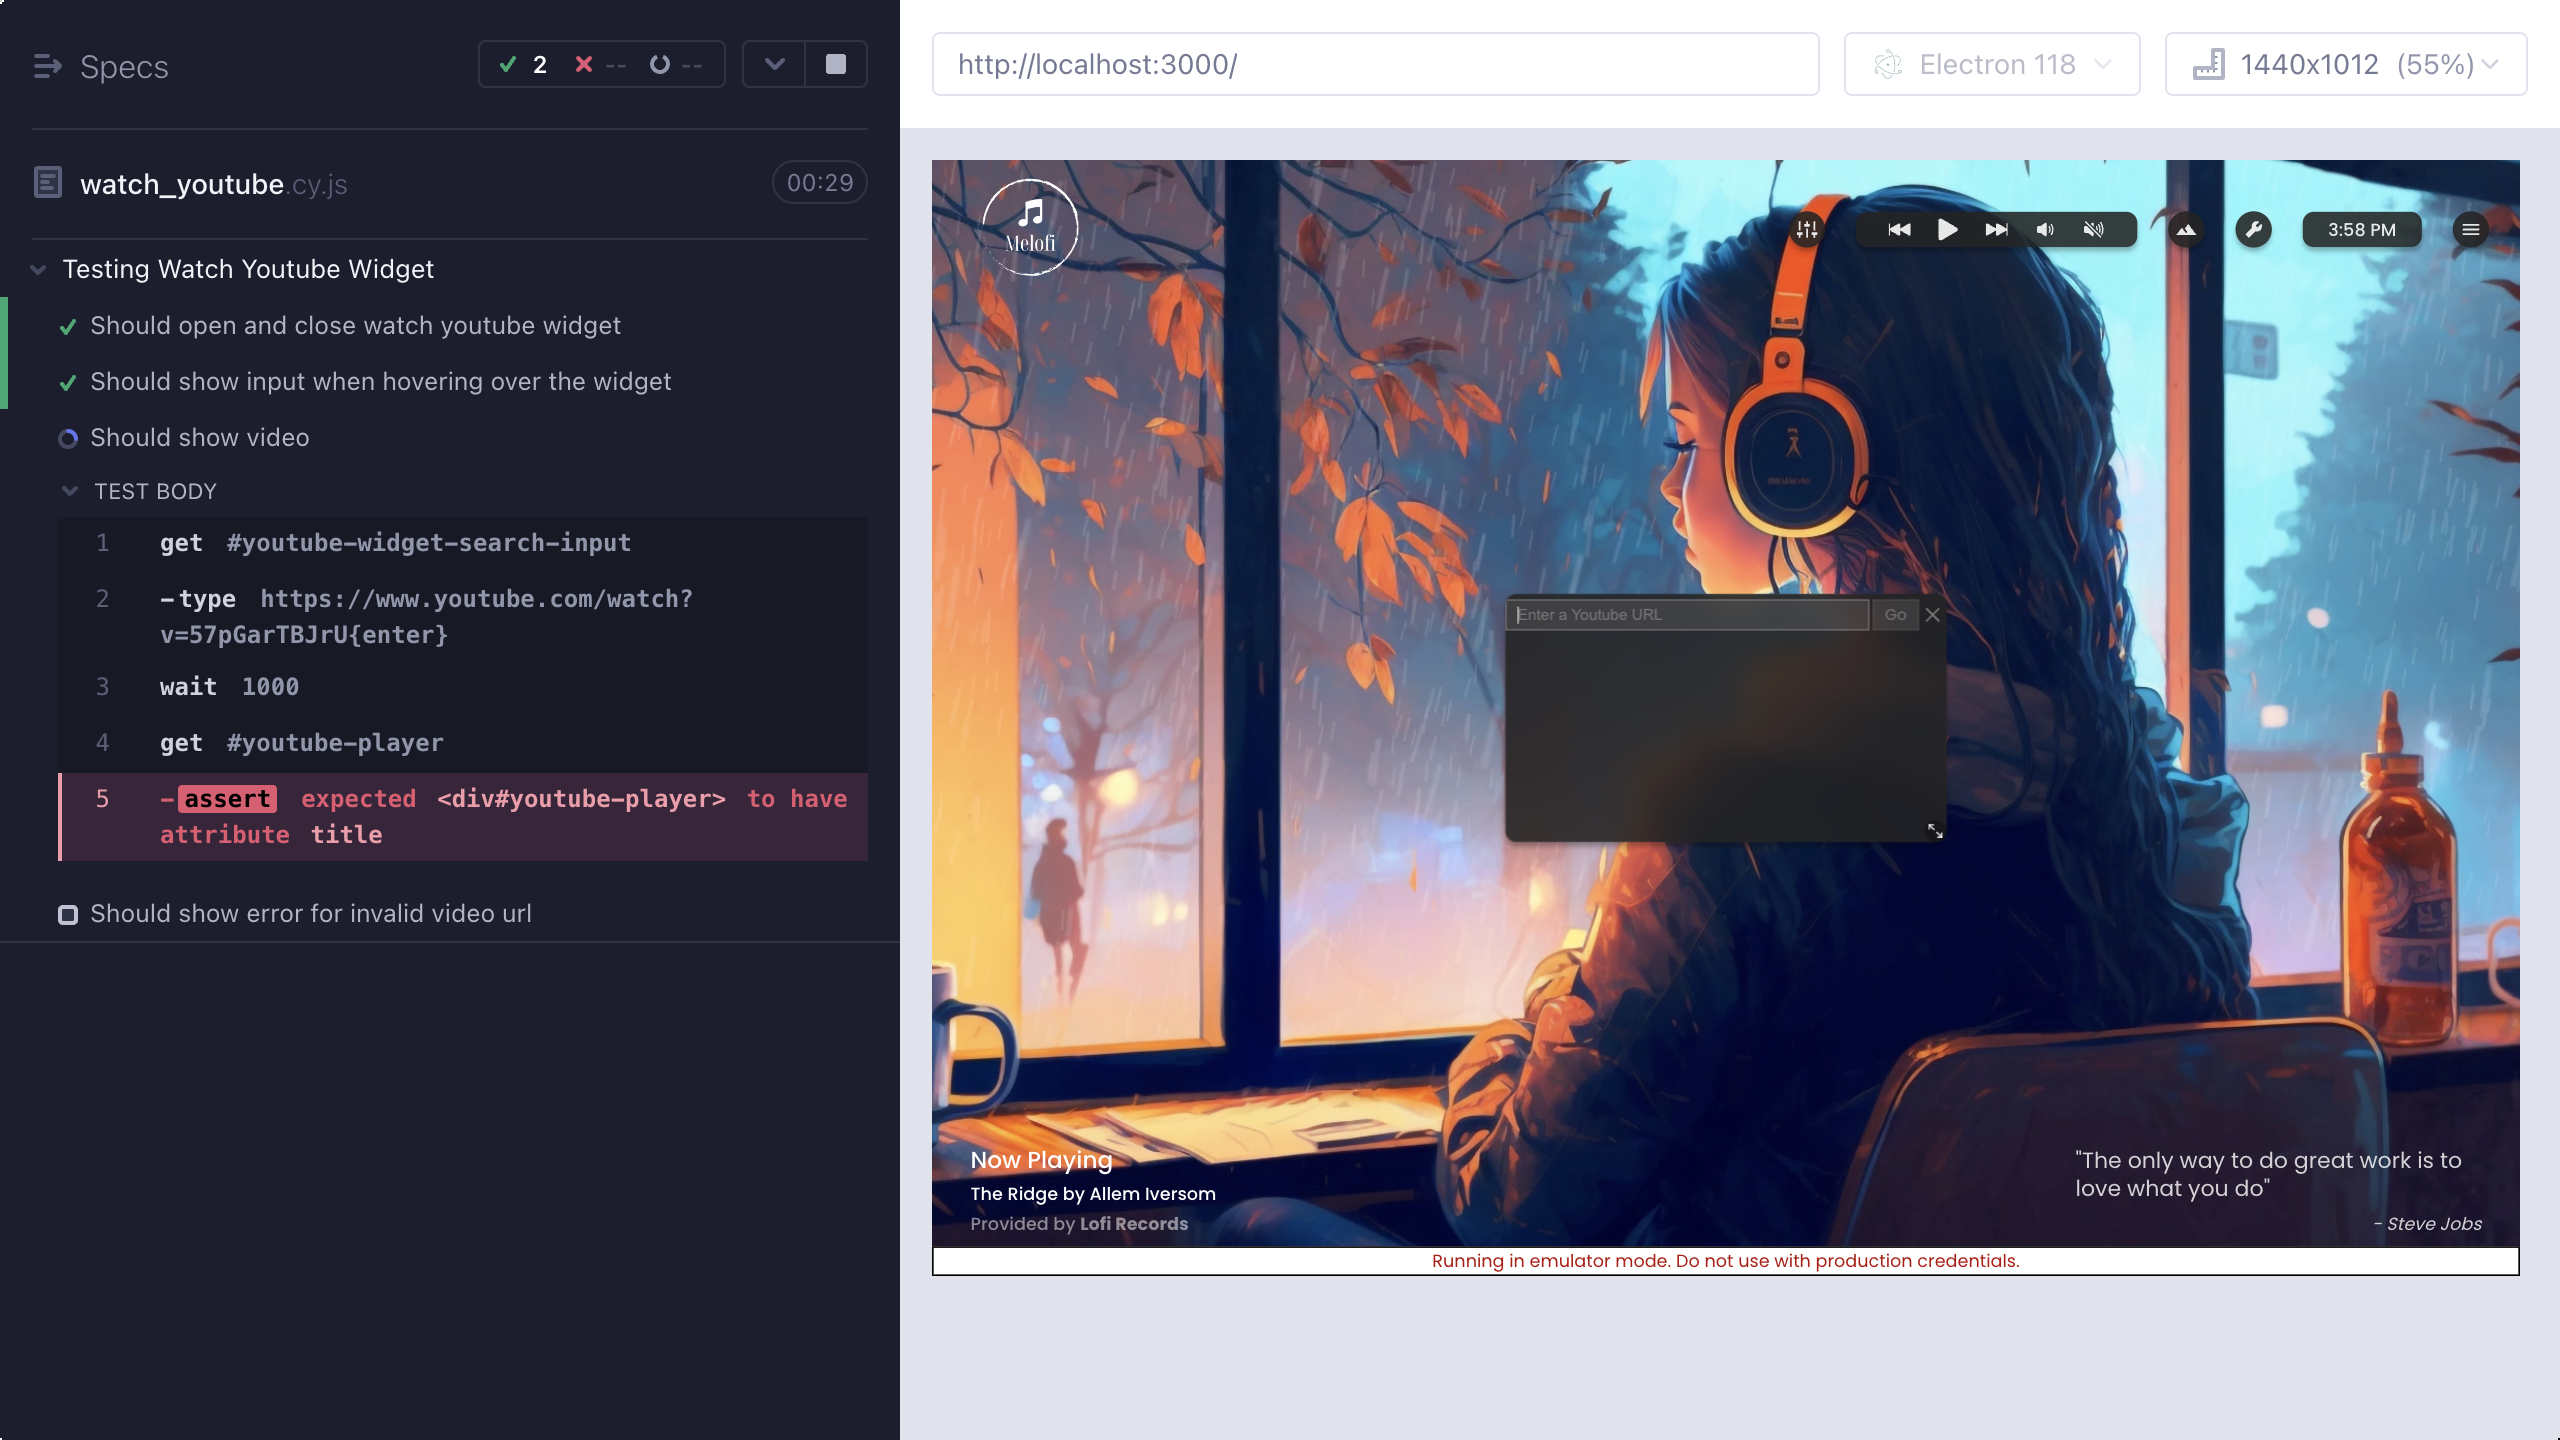 Specs
2
--
--
watch_youtube.cy.js
00:29
Testing Watch Youtube Widget
Should open and close watch youtube widget
Should show input when hovering over the widget
Should show video
TEST BODY
1 get #youtube-widget-search-input
2 -type https://www.youtube.com/watch?
v=57pGarTBJrU{enter}
3 wait 1000
4 get #youtube-player
5 -assert expected <div#youtube-player> to have
attribute title
Should show error for invalid video url
http://localhost:3000/
Electron 118
1440x1012 (55%)
Melofi
3:58 PM
Enter a Youtube URL
Go
Now Playing
The Ridge by Allem Iversom
Provided by Lofi Records
"The only way to do great work is to
love what you do"
- Steve Jobs
Running in emulator mode. Do not use with production credentials.